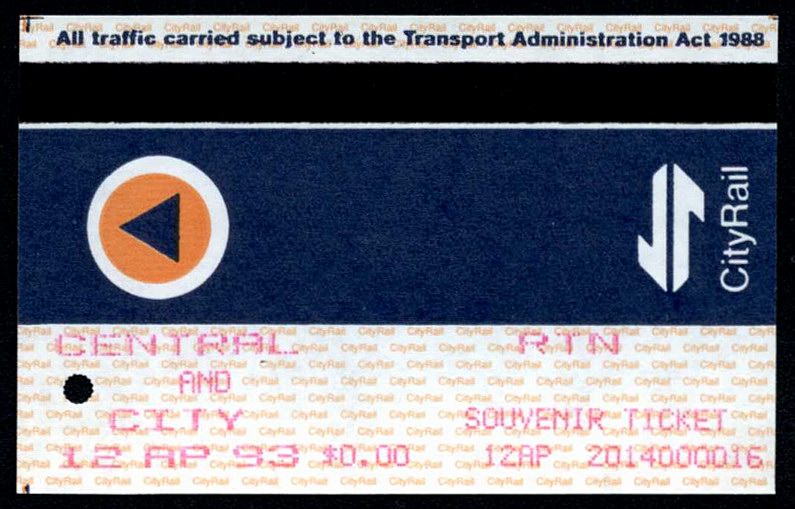 All traffic carried subject to the Transport Administration Act 1988
CityRail
CENTRAL RTN
AND
CITY SOUVENIR TICKET
12 AP 93 $0.00 12AP 2014000016